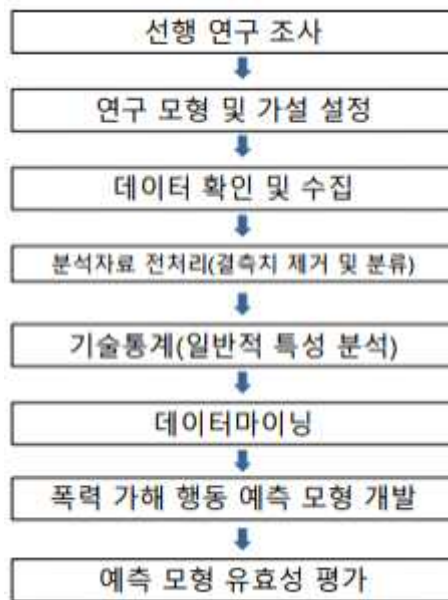 선행 연구 조사
연구 모형 및 가설 설정
데이터 확인 및 수집
분석자료 전처리(결측치 제거 및 분류)
기술통계(일반적 특성 분석)
데이터마이닝
폭력 가해 행동 예측 모형 개발
예측 모형 유효성 평가